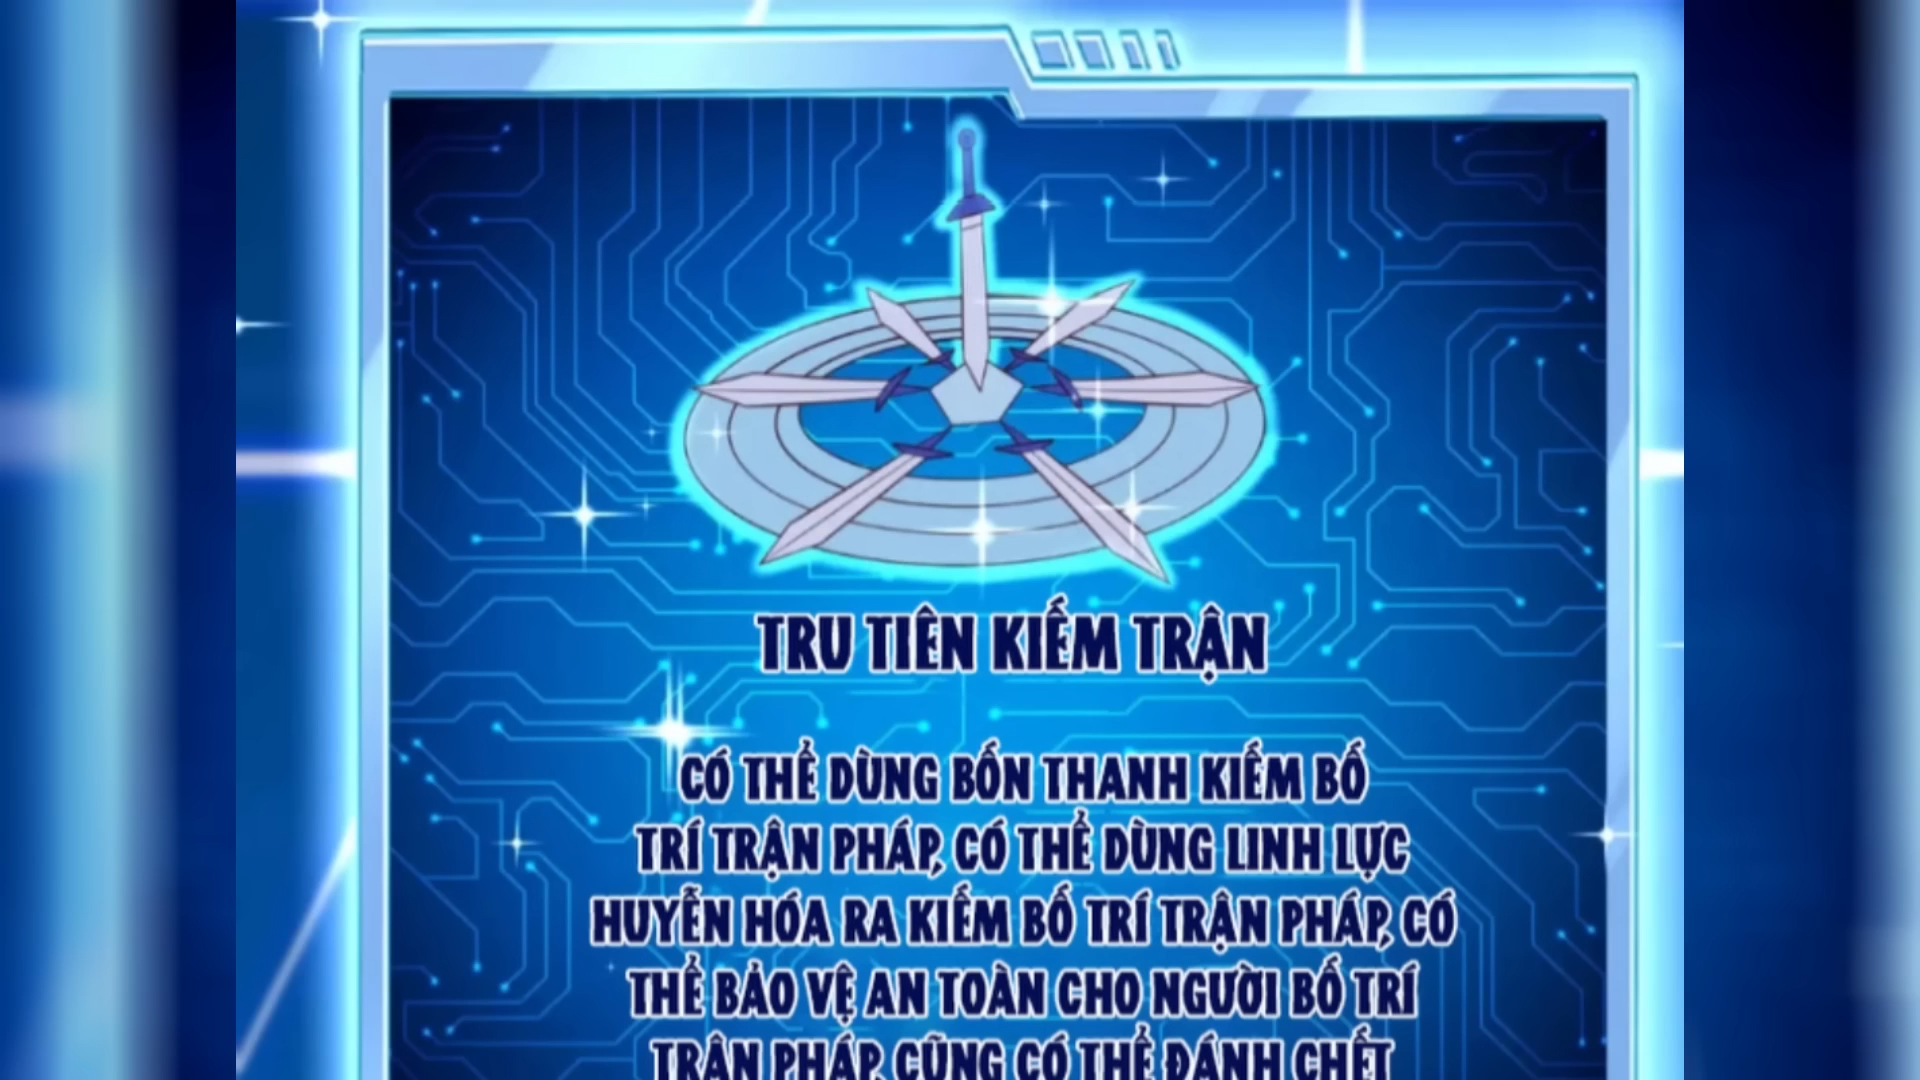 TRU TIÊN KIẾM TRẬN
CÓ THỂ DÙNG BỐN THANH KIẾM BỐ
TRÍ TRẬN PHÁP, CÓ THỂ DÙNG LINH LỰC
HUYỄN HÓA RA KIẾM BỐ TRÍ TRẬN PHÁP, CÓ
THỂ BẢO VỆ AN TOÀN CHO NGƯỜI BỐ TRÍ
TRẬN PHÁP, CŨNG CÓ THỂ ĐÁNH CHẾT